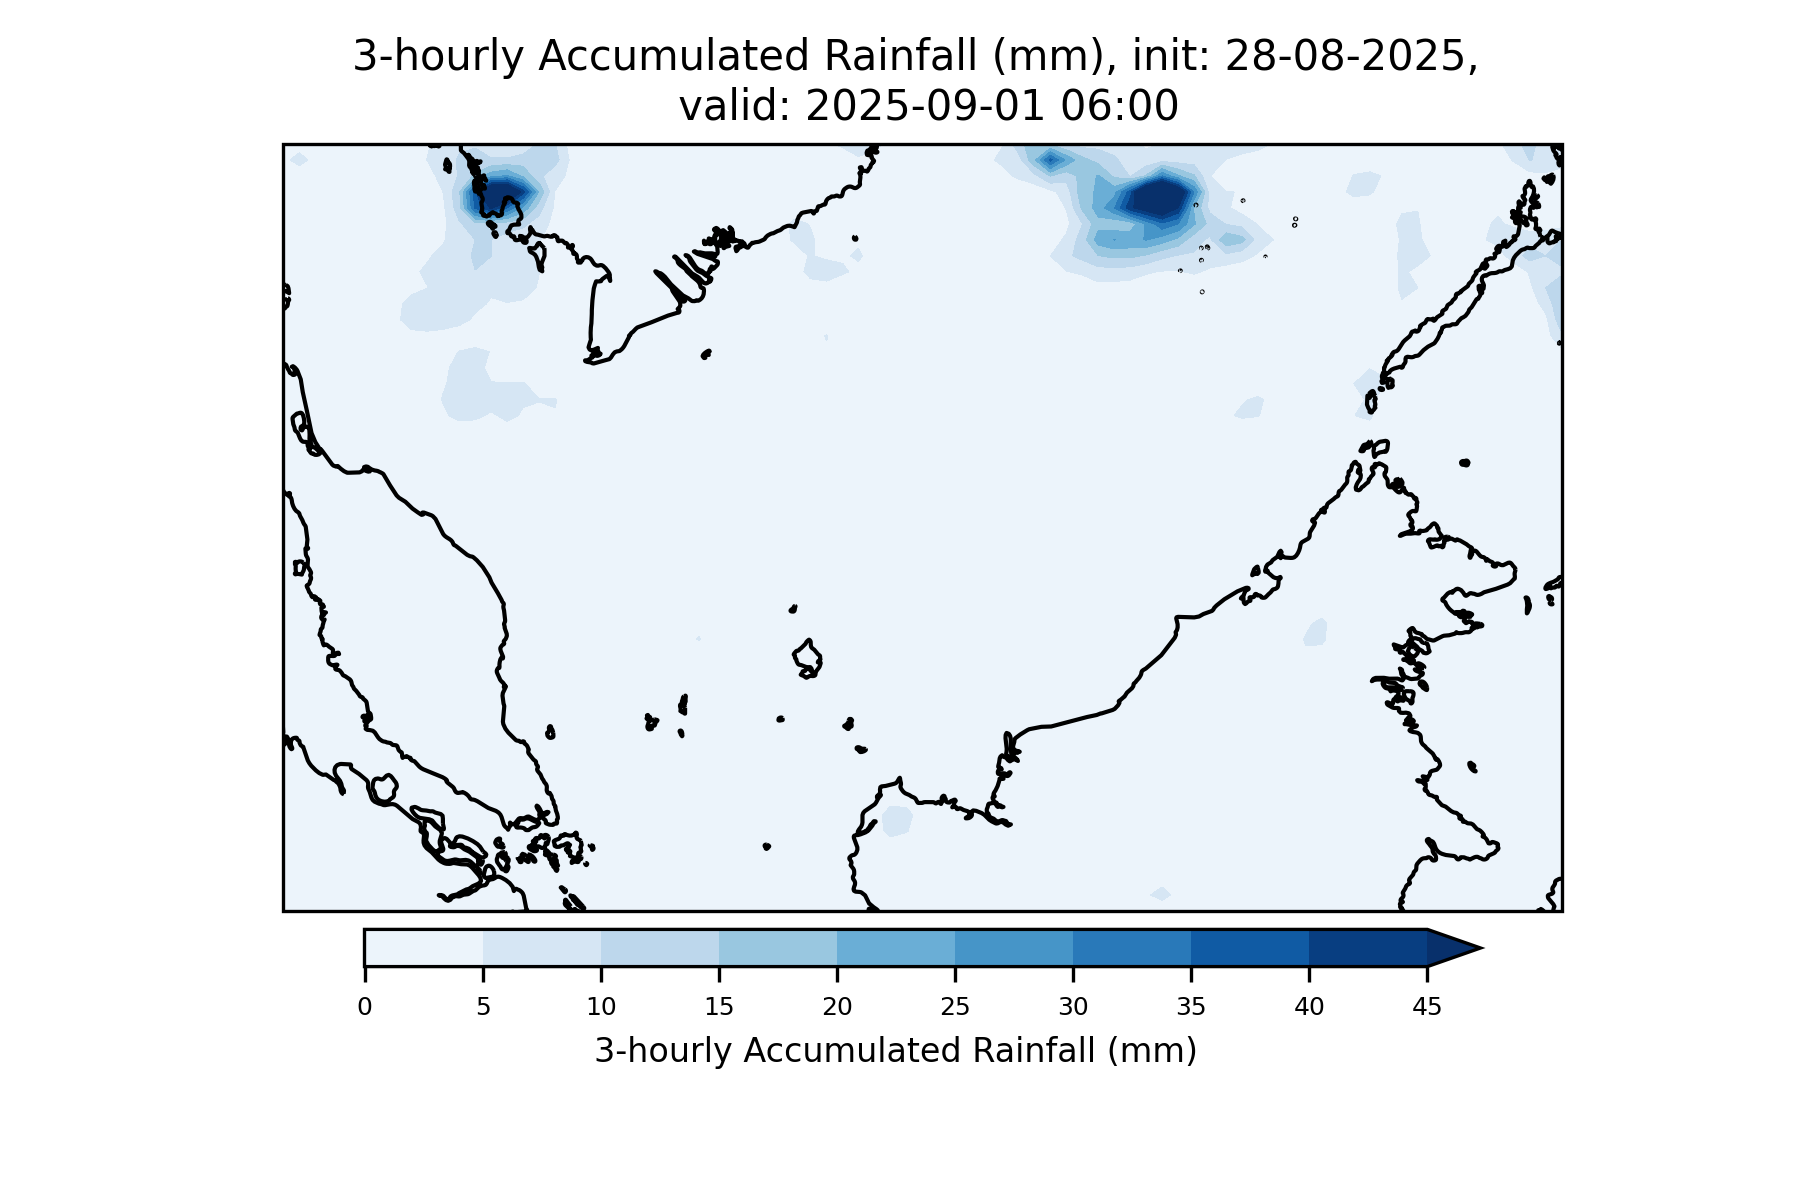 3-hourly Accumulated Rainfall (mm), init: 28-08-2025,
valid: 2025-09-01 06:00
0 5 10 15 20 25 30 35 40 45
3-hourly Accumulated Rainfall (mm)